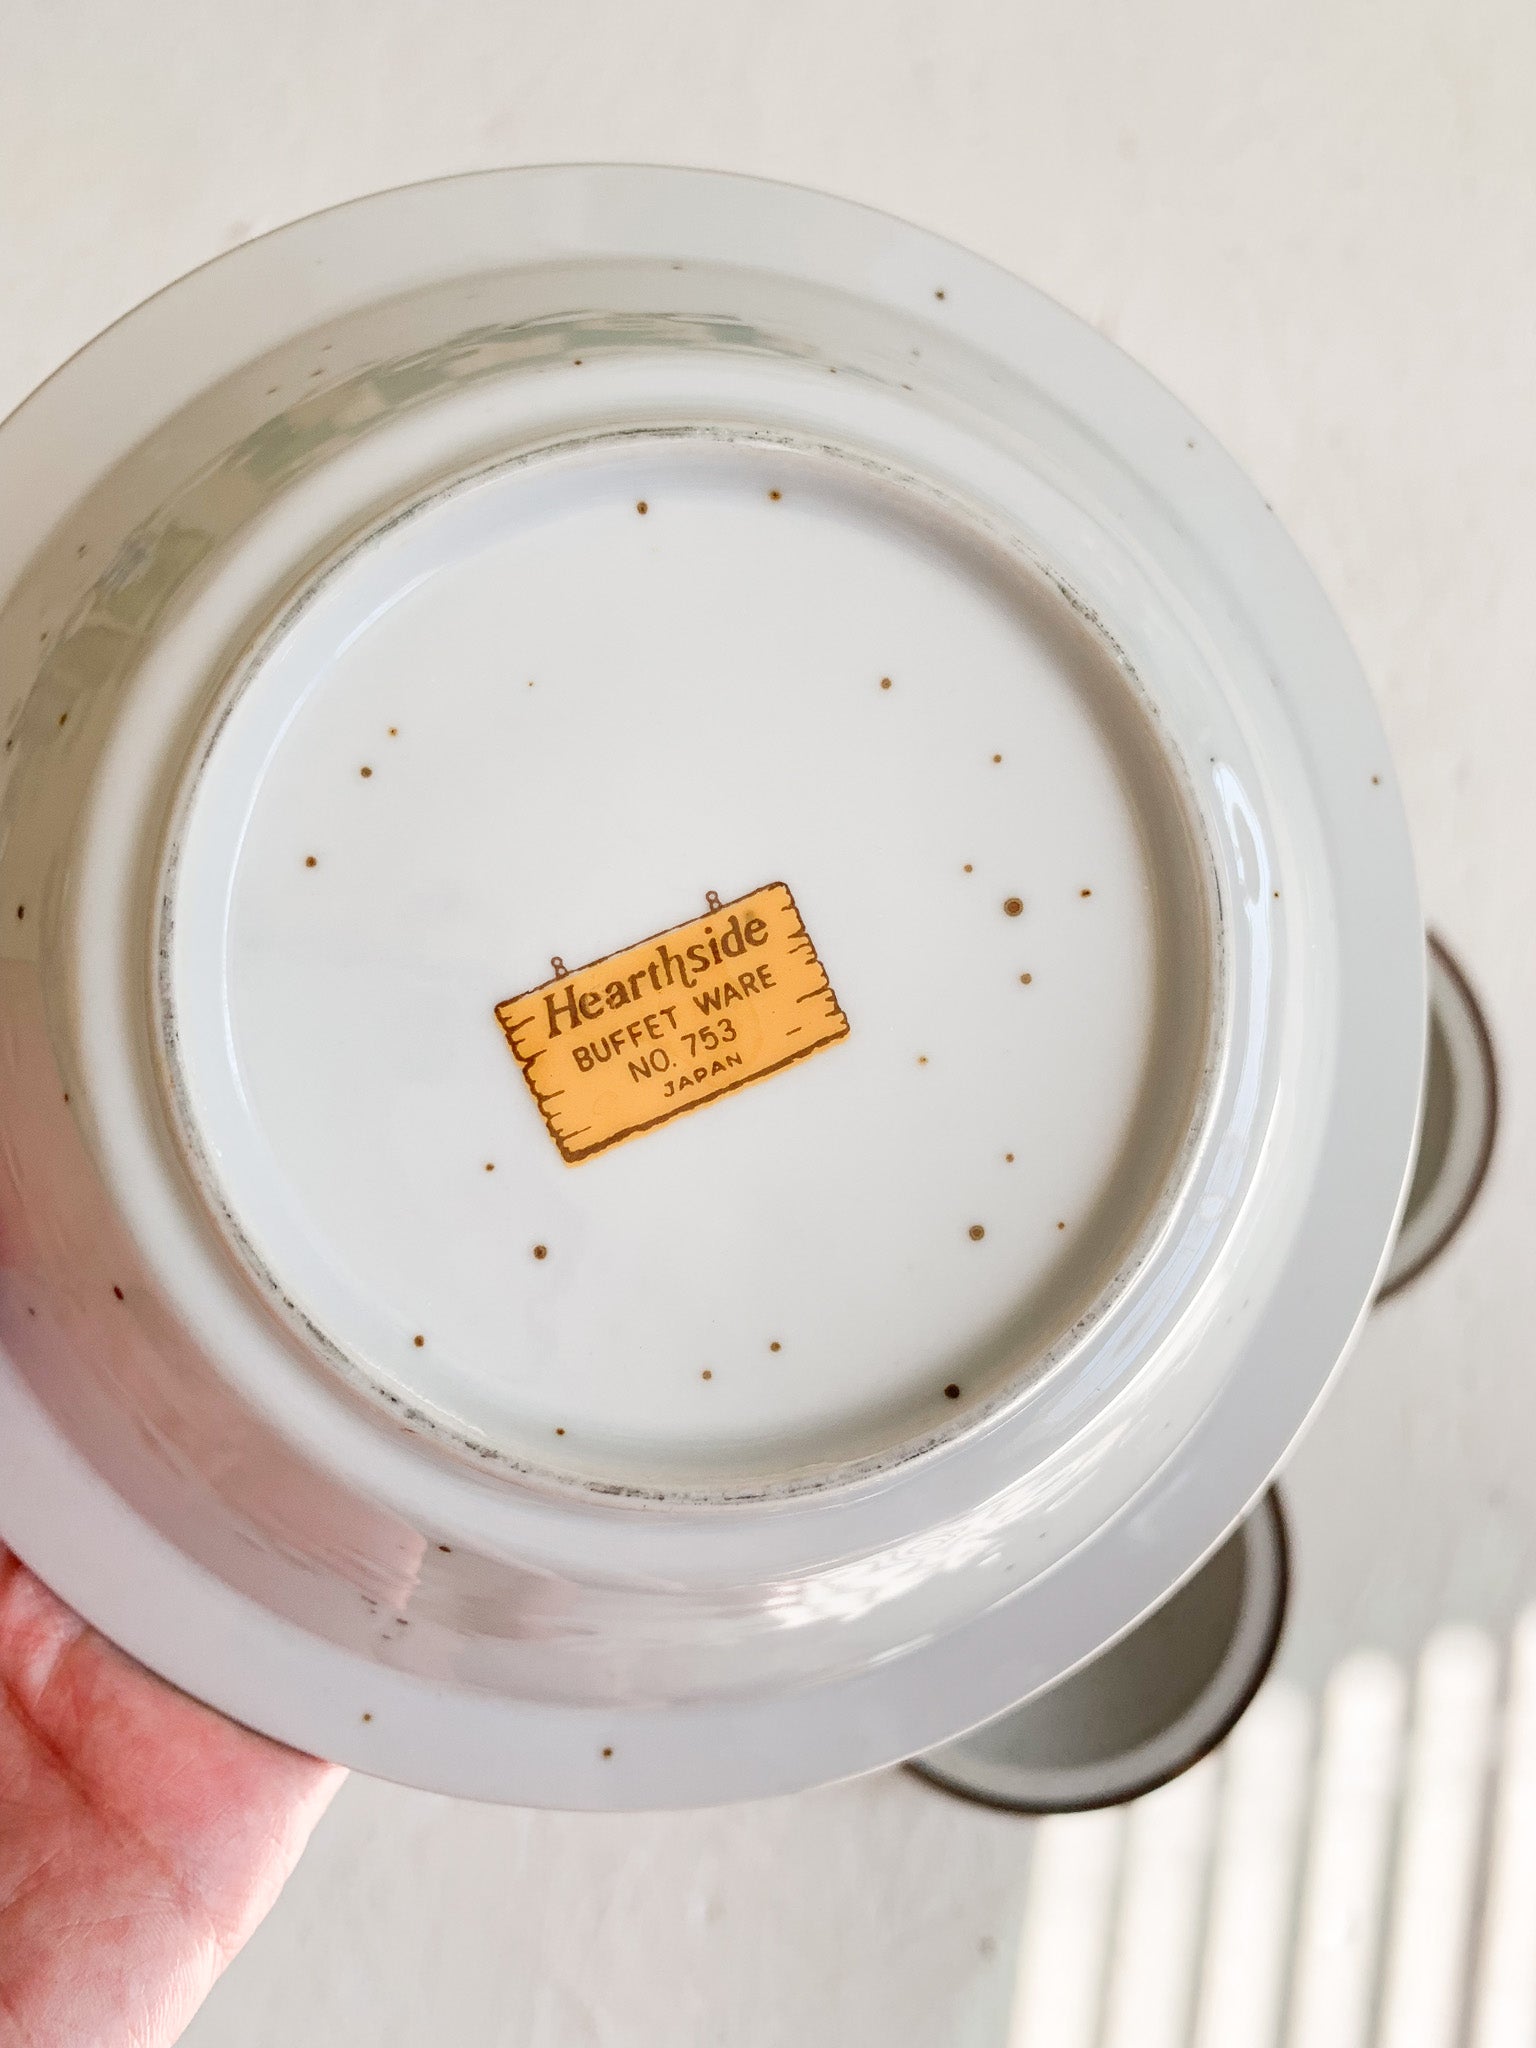 Hearthside
BUFFET WARE
NO. 753
JAPAN